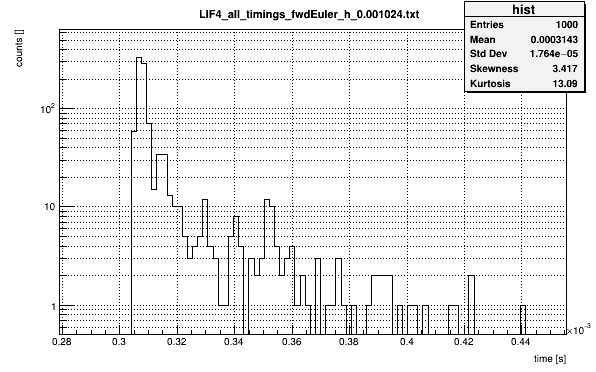 LIF4_all_timings_fwdEuler_h_0.001024.txt
hist
Entries 1000
Mean 0.0003143
Std Dev 1.764e−05
Skewness 3.417
Kurtosis 13.09
counts []
10²
10
1
0.28 0.3 0.32 0.34 0.36 0.38 0.4 0.42 0.44
×10⁻³
time [s]